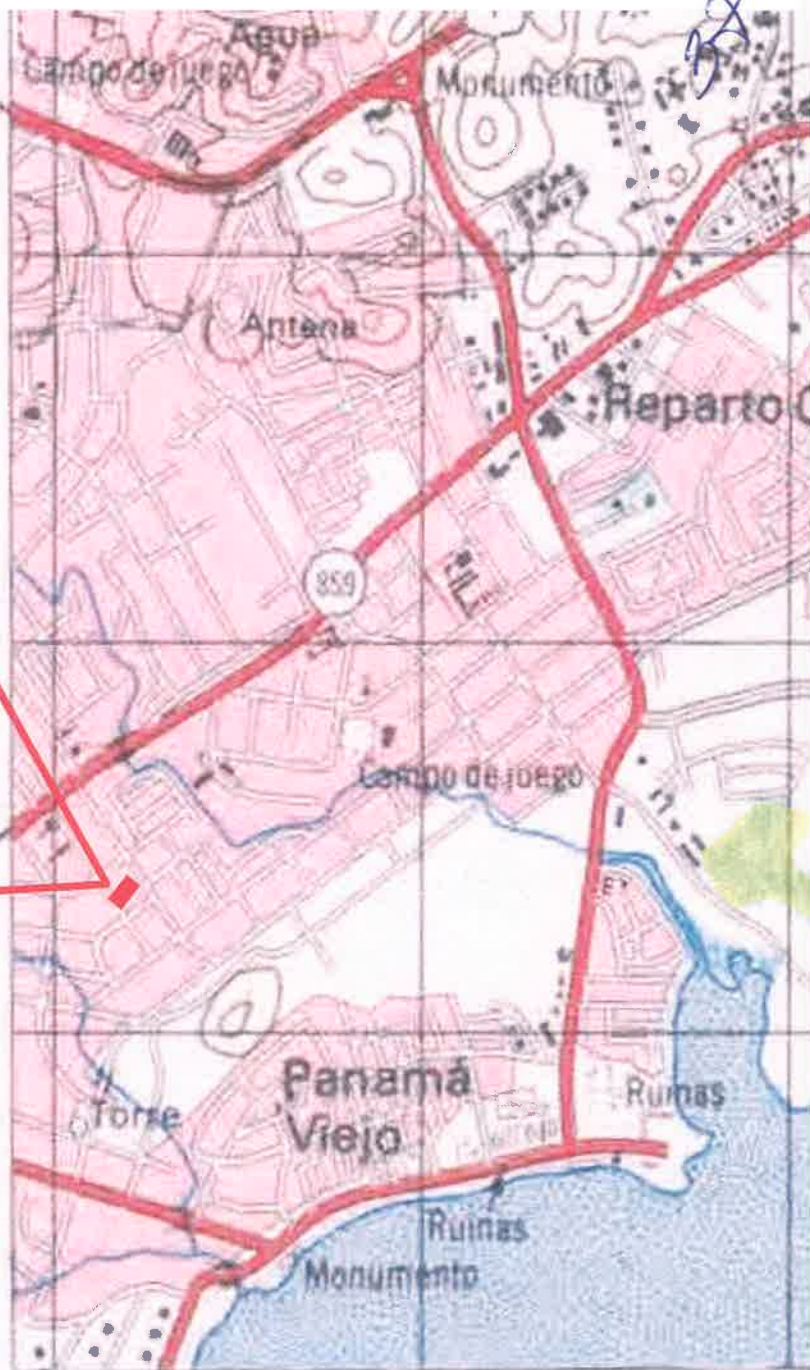 Agua
Campo de juego
Monumento
Antena
Reparto
859
Campo de juego
Panamá
Viejo
Torre
Ruinas
Ruinas
Monumento